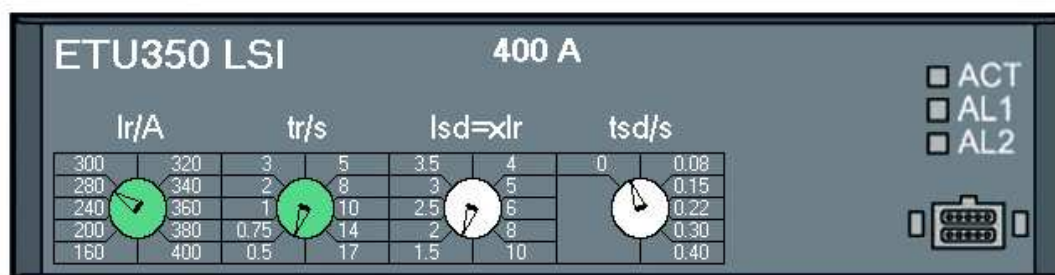 ETU350 LSI 400 A
ACT
AL1
AL2
Ir/A tr/s Isd=xIr tsd/s
300 320 3 5 3.5 4 0 0.08
280 340 2 8 3 5 0.15
240 360 1 10 2.5 6 0.22
200 380 0.75 14 2 8 0.30
160 400 0.5 17 1.5 10 0.40